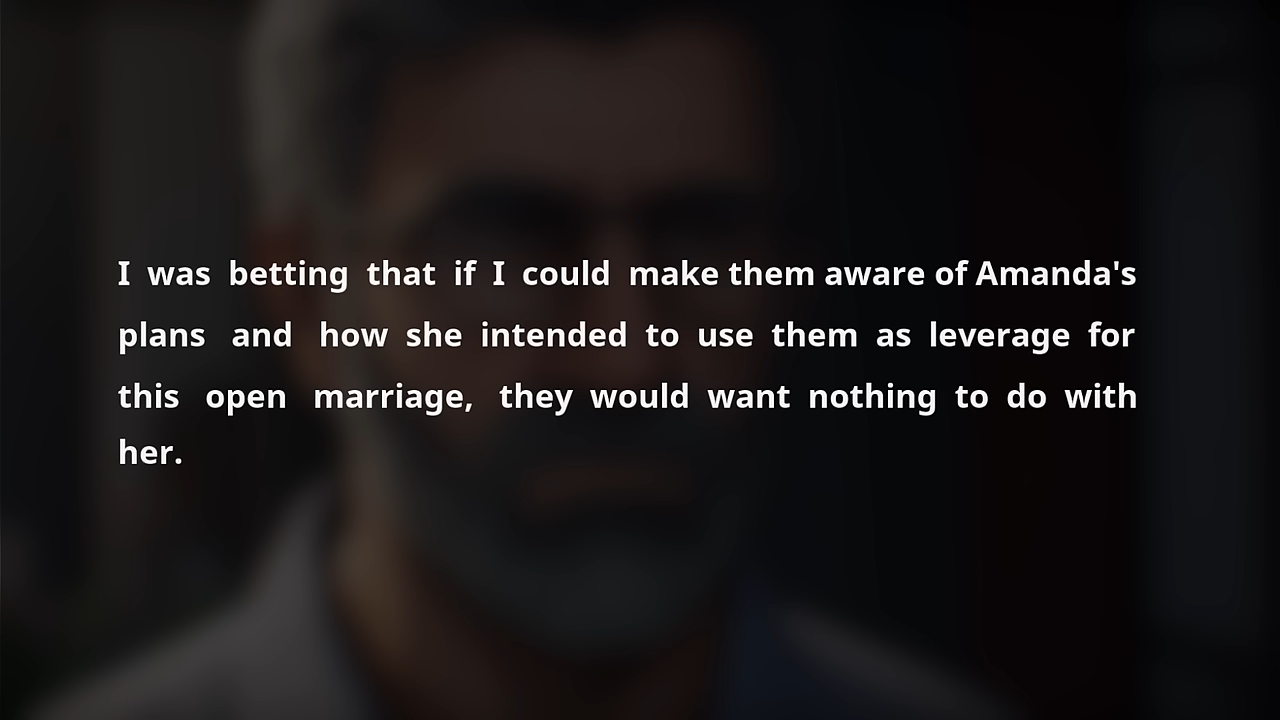 I was betting that if I could make them aware of Amanda's
plans and how she intended to use them as leverage for
this open marriage, they would want nothing to do with
her.